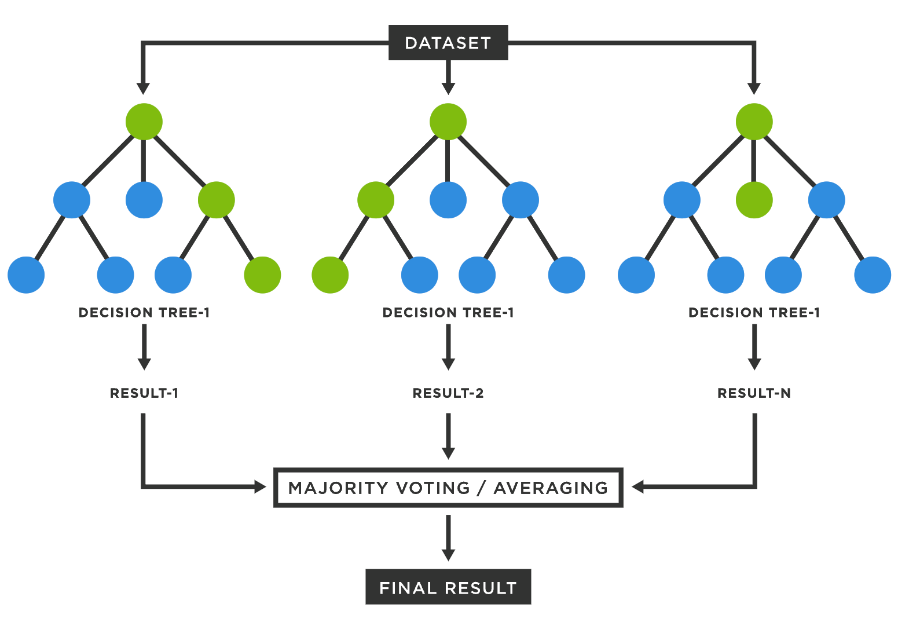 DATASET
DECISION TREE-1
DECISION TREE-1
DECISION TREE-1
RESULT-1
RESULT-2
RESULT-N
MAJORITY VOTING / AVERAGING
FINAL RESULT